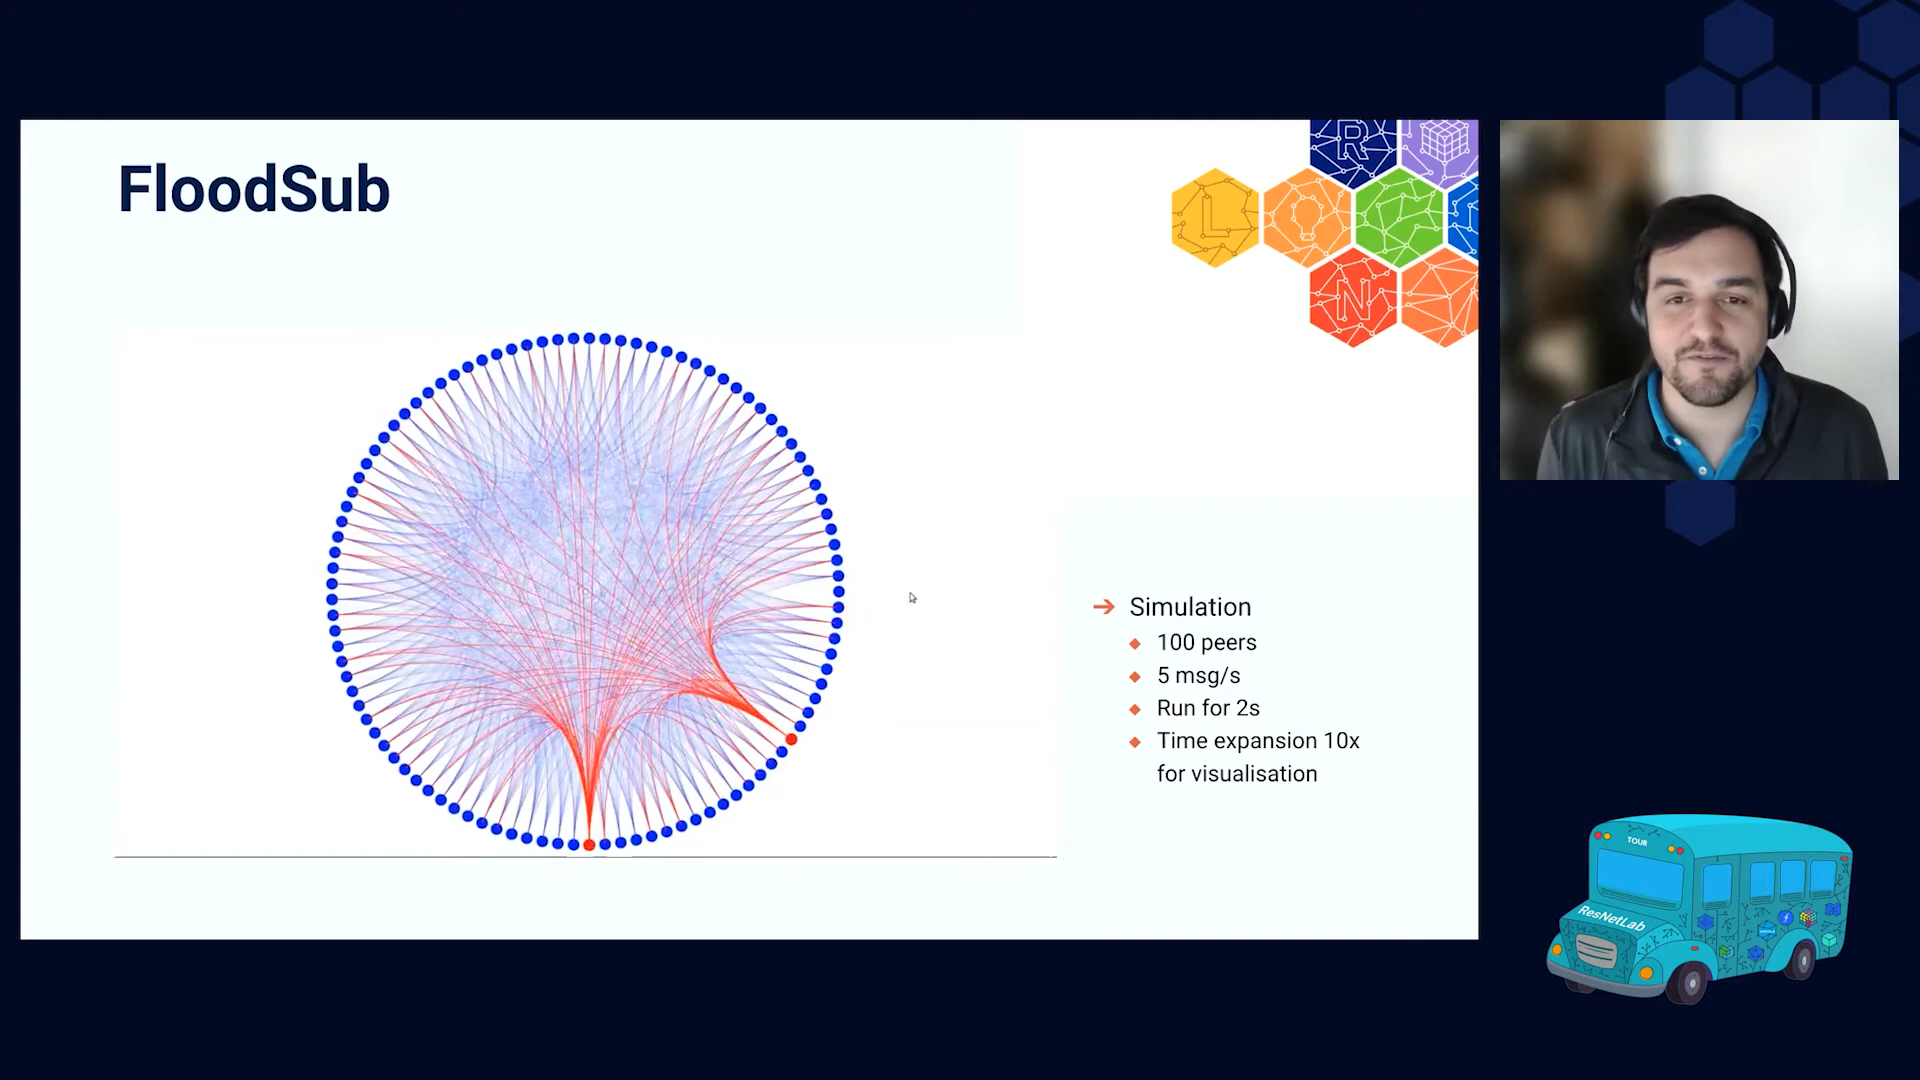 FloodSub
R
L
N
Simulation
100 peers
5 msg/s
Run for 2s
Time expansion 10x
for visualisation
TOUR
ResNetLab